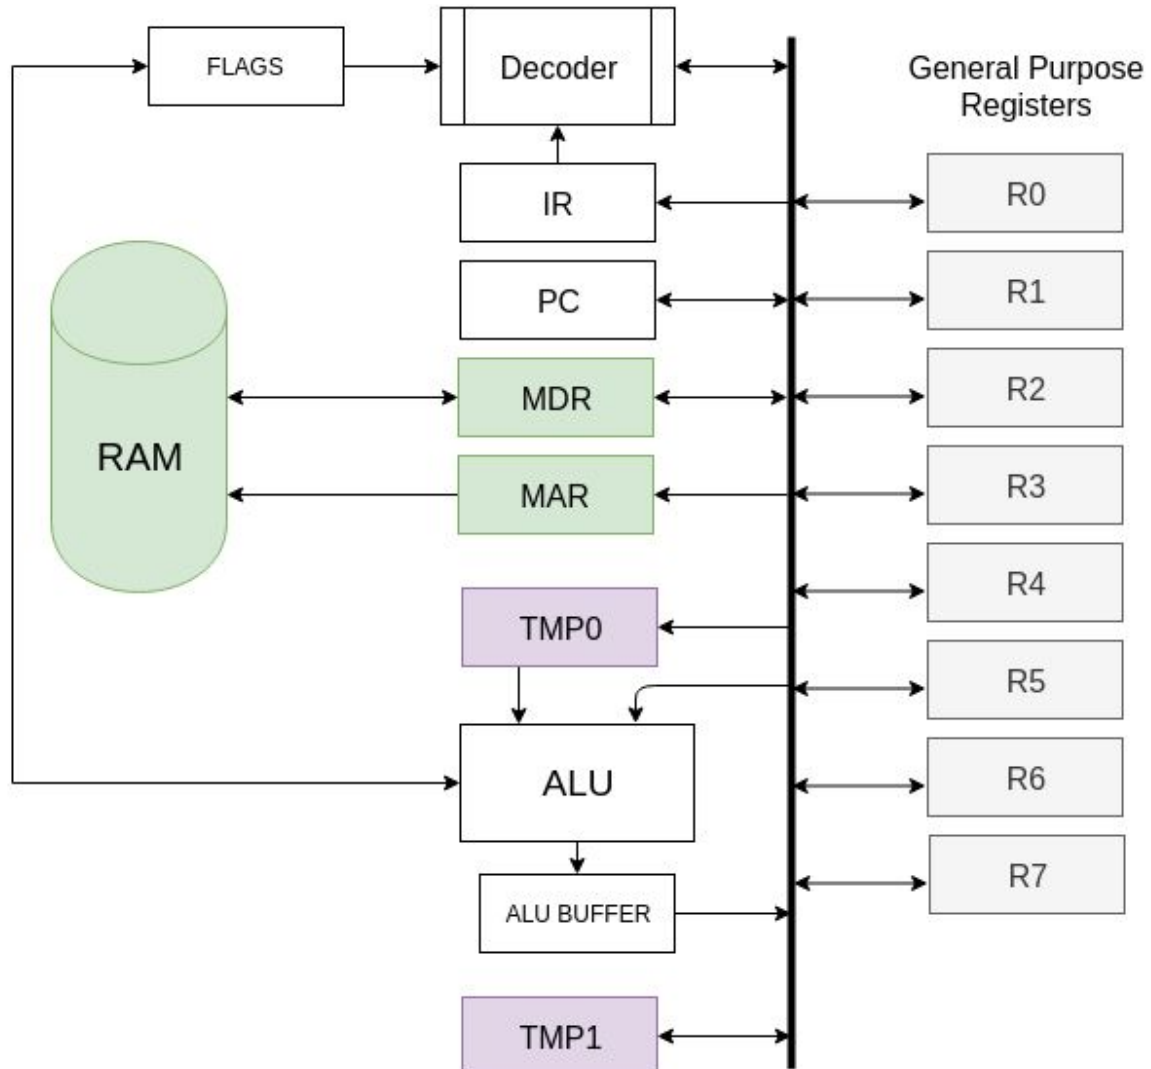 FLAGS
Decoder
General Purpose
Registers
IR
R0
PC
R1
MDR
R2
RAM
MAR
R3
TMP0
R4
R5
ALU
R6
ALU BUFFER
R7
TMP1